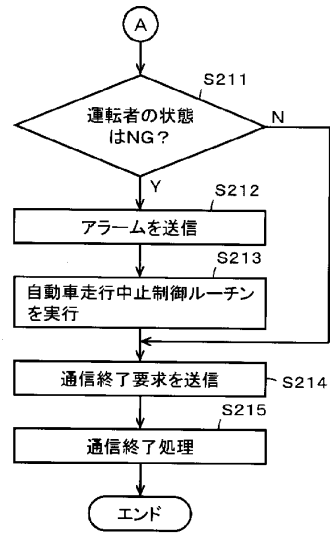 A
S211
運転者の状態
はNG？
N
Y
S212
アラームを送信
S213
自動車走行中止制御ルーチン
を実行
通信終了要求を送信
S214
S215
通信終了処理
エンド